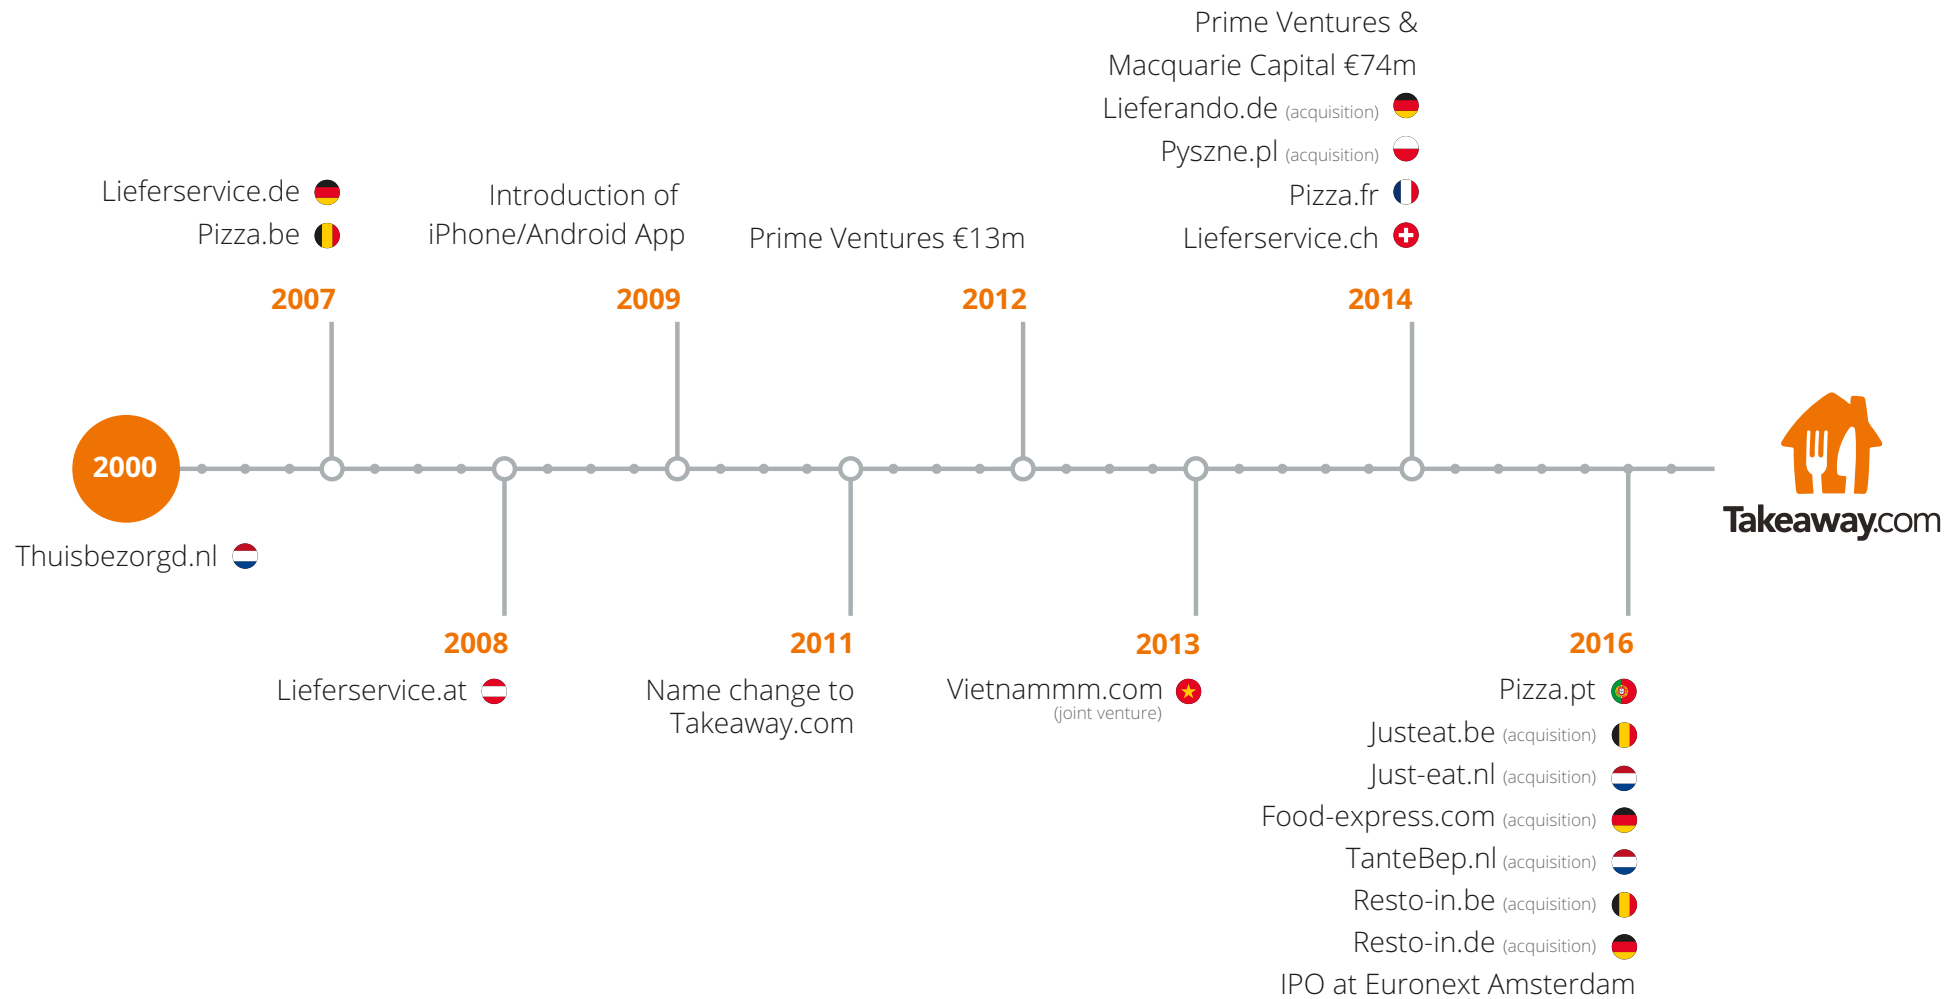 Prime Ventures &
Macquarie Capital €74m
Lieferando.de (acquisition)
Pyszne.pl (acquisition)
Pizza.fr
Lieferservice.ch
2014
Lieferservice.de
Pizza.be
2007
Introduction of
iPhone/Android App
2009
Prime Ventures €13m
2012
2000
Thuisbezorgd.nl
Takeaway.com
2008
Lieferservice.at
2011
Name change to
Takeaway.com
2013
Vietnammm.com
(joint venture)
2016
Pizza.pt
Justeat.be (acquisition)
Just-eat.nl (acquisition)
Food-express.com (acquisition)
TanteBep.nl (acquisition)
Resto-in.be (acquisition)
Resto-in.de (acquisition)
IPO at Euronext Amsterdam